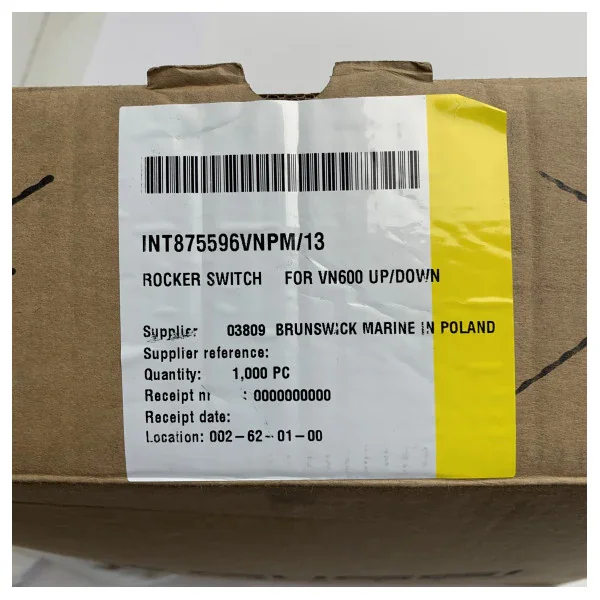 INT875596VNPM/13
ROCKER SWITCH FOR VN600 UP/DOWN
Supplier 03809 BRUNSWICK MARINE IN POLAND
Supplier reference:
Quantity: 1,000 PC
Receipt nr : 0000000000
Receipt date:
Location: 002-62-01-00